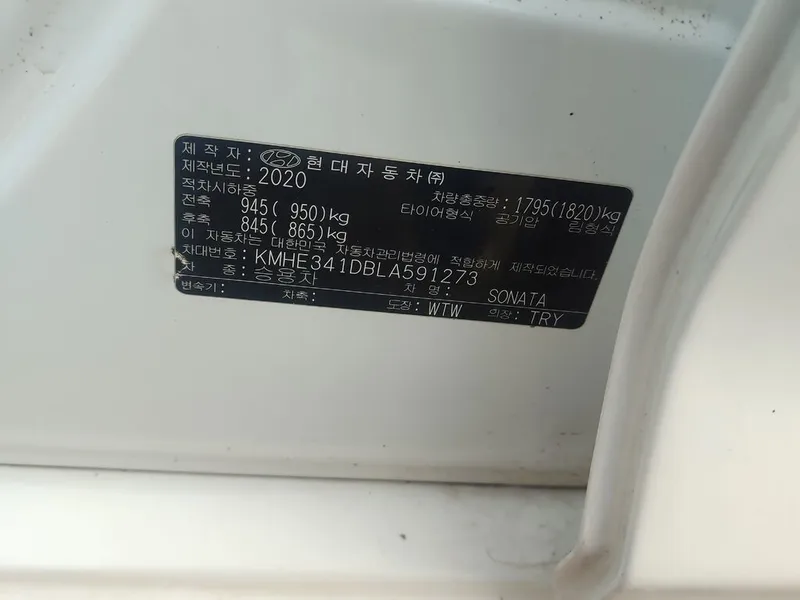 제 작 자 : 현대자동차㈜
제작년도: 2020
적차시하중 차량총중량: 1795(1820)kg
전축 945( 950)kg 타이어형식 공기압 림형식
후축 845( 865)kg
이 자동차는 대한민국 자동차관리법령에 적합하게 제작되었습니다
차대번호: KMHE341DBLA591273
차 종: 승용차 차 명: SONATA
변속기: 차축: 도장: WTW 의장: TRY